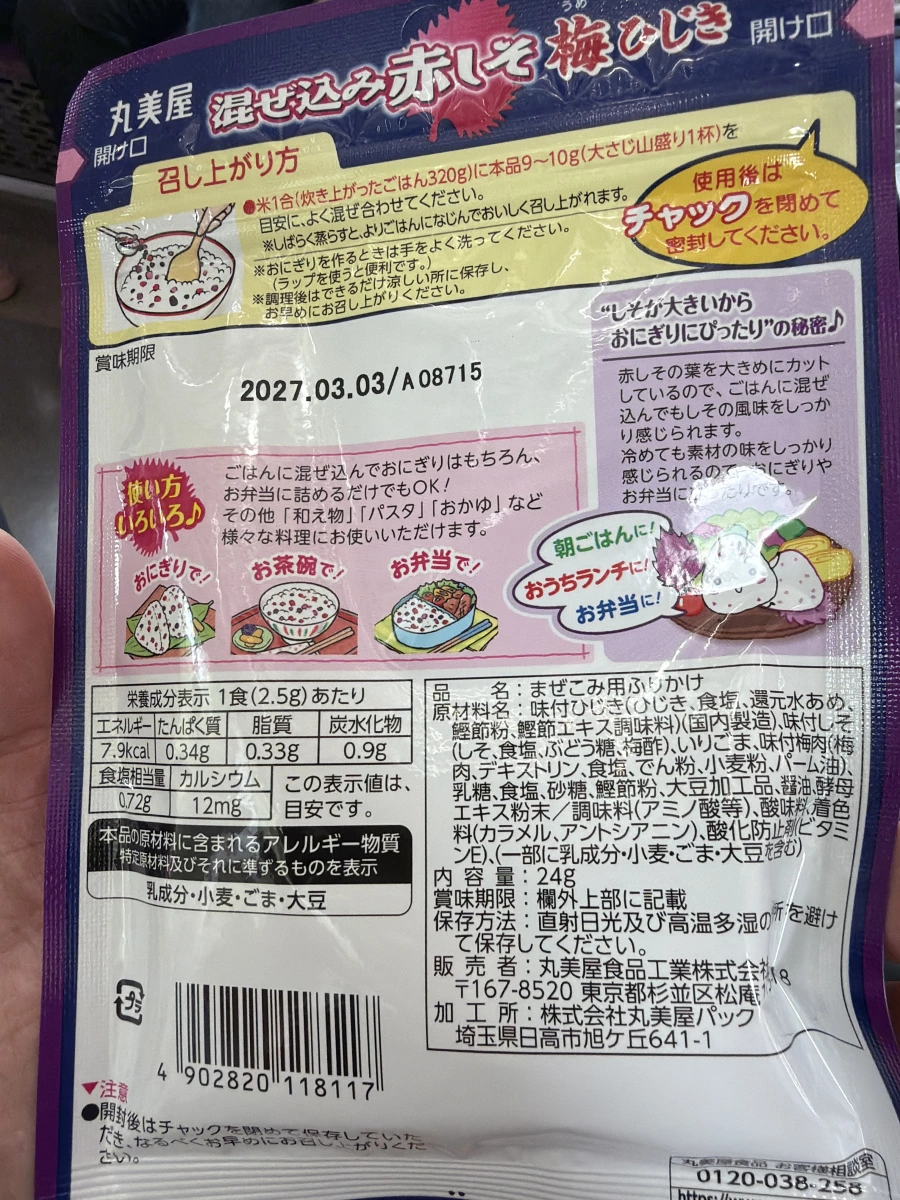 丸美屋 混ぜ込み赤しそ 梅ひじき
うめ
開け口
開け口
召し上がり方
●米1合(炊き上がったごはん320g)に本品9〜10g(大さじ山盛り1杯)を
目安に、よく混ぜ合わせてください。
※しばらく蒸らすと、よりごはんになじんでおいしく召し上がれます。
※おにぎりを作るときは手をよく洗ってください。
(ラップを使うと便利です。)
※調理後はできるだけ涼しい所に保存し、
お早めにお召し上がりください。
使用後は
チャックを閉めて
密封してください。
賞味期限
2027.03.03/A08715
“しそが大きいから
おにぎりにぴったり”の秘密♪
赤しその葉を大きめにカット
しているので、ごはんに混ぜ
込んでもしその風味をしっか
り感じられます。
冷めても素材の味をしっかり
感じられるので、おにぎりや
お弁当にぴったりです。
朝ごはんに!
おうちランチに!
お弁当に!
使い方
いろいろ♪
ごはんに混ぜ込んでおにぎりはもちろん、
お弁当に詰めるだけでもOK!
その他「和え物」「パスタ」「おかゆ」など
様々な料理にお使いいただけます。
おにぎりで!
お茶碗で!
お弁当で!
栄養成分表示 1食(2.5g)あたり
エネルギー たんぱく質 脂質 炭水化物
7.9kcal 0.34g 0.33g 0.9g
食塩相当量 カルシウム この表示値は、
0.72g 12mg 目安です。
本品の原材料に含まれるアレルギー物質
特定原材料及びそれに準ずるものを表示
乳成分・小麦・ごま・大豆
品 名:まぜこみ用ふりかけ
原材料名:味付ひじき(ひじき、食塩、還元水あめ、
鰹節粉、鰹節エキス調味料)(国内製造)、味付しそ
(しそ、食塩、ぶどう糖、梅酢)、いりごま、味付梅肉(梅
肉、デキストリン、食塩、でん粉、小麦粉、パーム油)、
乳糖、食塩、砂糖、鰹節粉、大豆加工品、醤油、酵母
エキス粉末/調味料(アミノ酸等)、酸味料、着色
料(カラメル、アントシアニン)、酸化防止剤(ビタミ
ンE)、(一部に乳成分・小麦・ごま・大豆を含む)
内 容 量:24g
賞味期限:欄外上部に記載
保存方法:直射日光及び高温多湿の所を避け
て保存してください。
販 売 者:丸美屋食品工業株式会社
〒167-8520 東京都杉並区松庵
加 工 所:株式会社丸美屋パック
埼玉県日高市旭ケ丘641-1
プラ
4 902820 118117
▼注意
●開封後はチャックを閉めて保存していた
だき、なるべくお早めにお召し上がりくだ
さい。
丸美屋食品 お客様相談室
0120-038-258